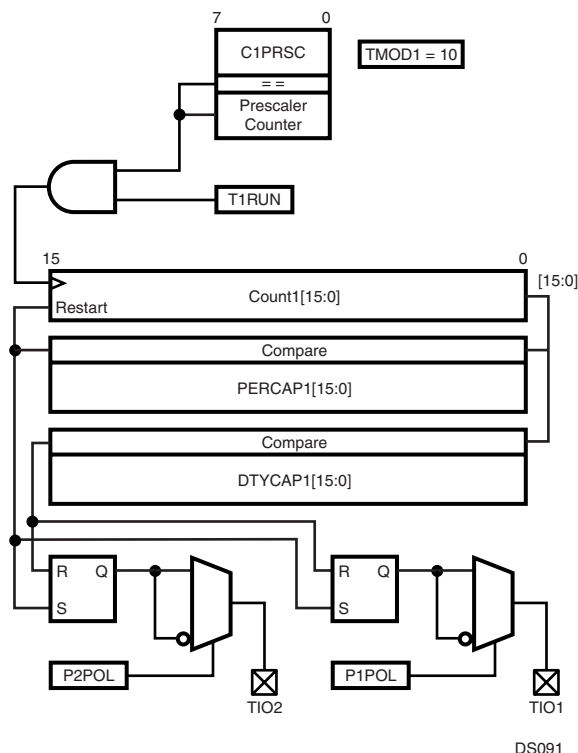 7 0
C1PRSC
TMOD1 = 10
= =
Prescaler
Counter
T1RUN
15 0
[15:0]
Count1[15:0]
Restart
Compare
PERCAP1[15:0]
Compare
DTYCAP1[15:0]
R Q
S
R Q
S
P2POL
P1POL
TIO2
TIO1
DS091